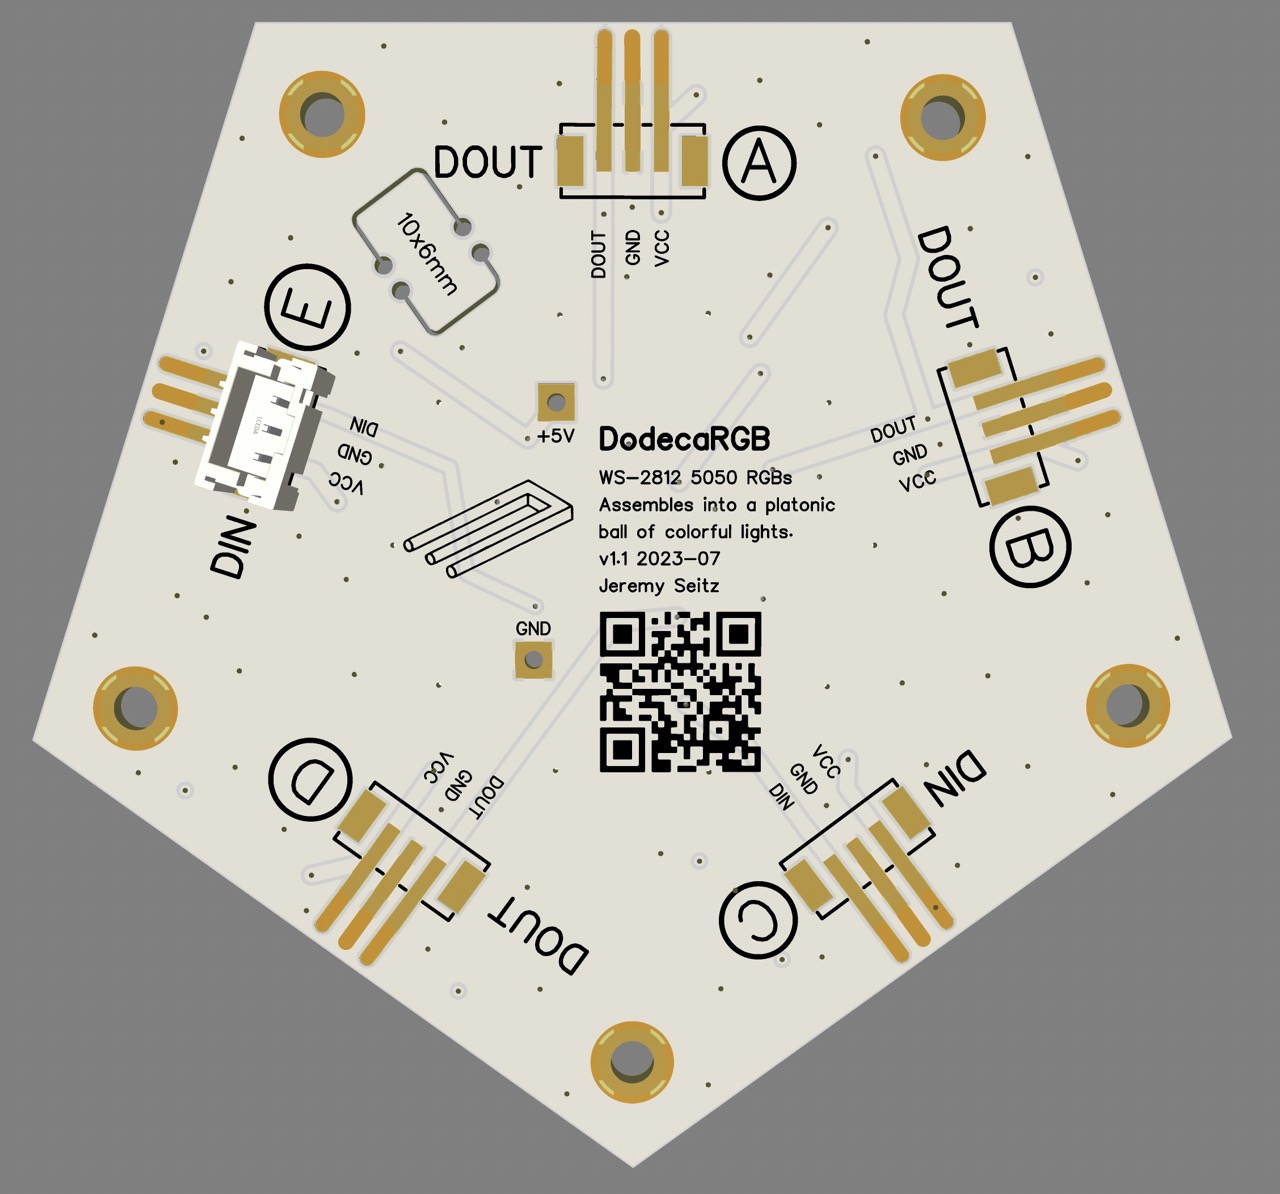 DOUT
A
DOUT
GND
VCC
10x6mm
E
DOUT
DIN
GND
VCC
DIN
+5V
DodecaRGB
WS-2812 5050 RGBs
Assembles into a platonic
ball of colorful lights.
v1.1 2023-07
Jeremy Seitz
DOUT
GND
VCC
B
GND
D
VCC
GND
DOUT
DOUT
VCC
GND
DIN
DIN
C